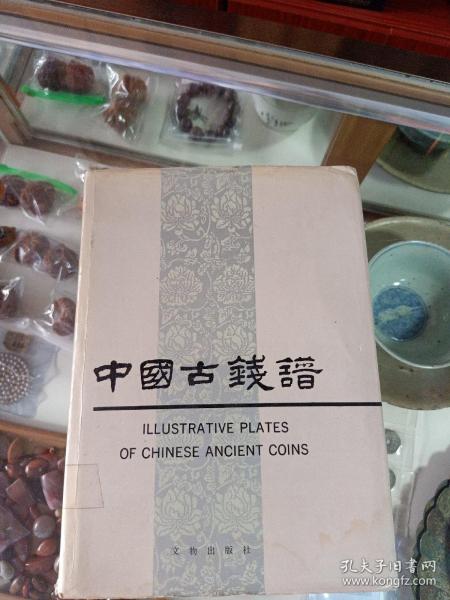 中國古錢譜
ILLUSTRATIVE PLATES
OF CHINESE ANCIENT COINS
文物出版社
孔夫子旧书网
www.kongfz.com